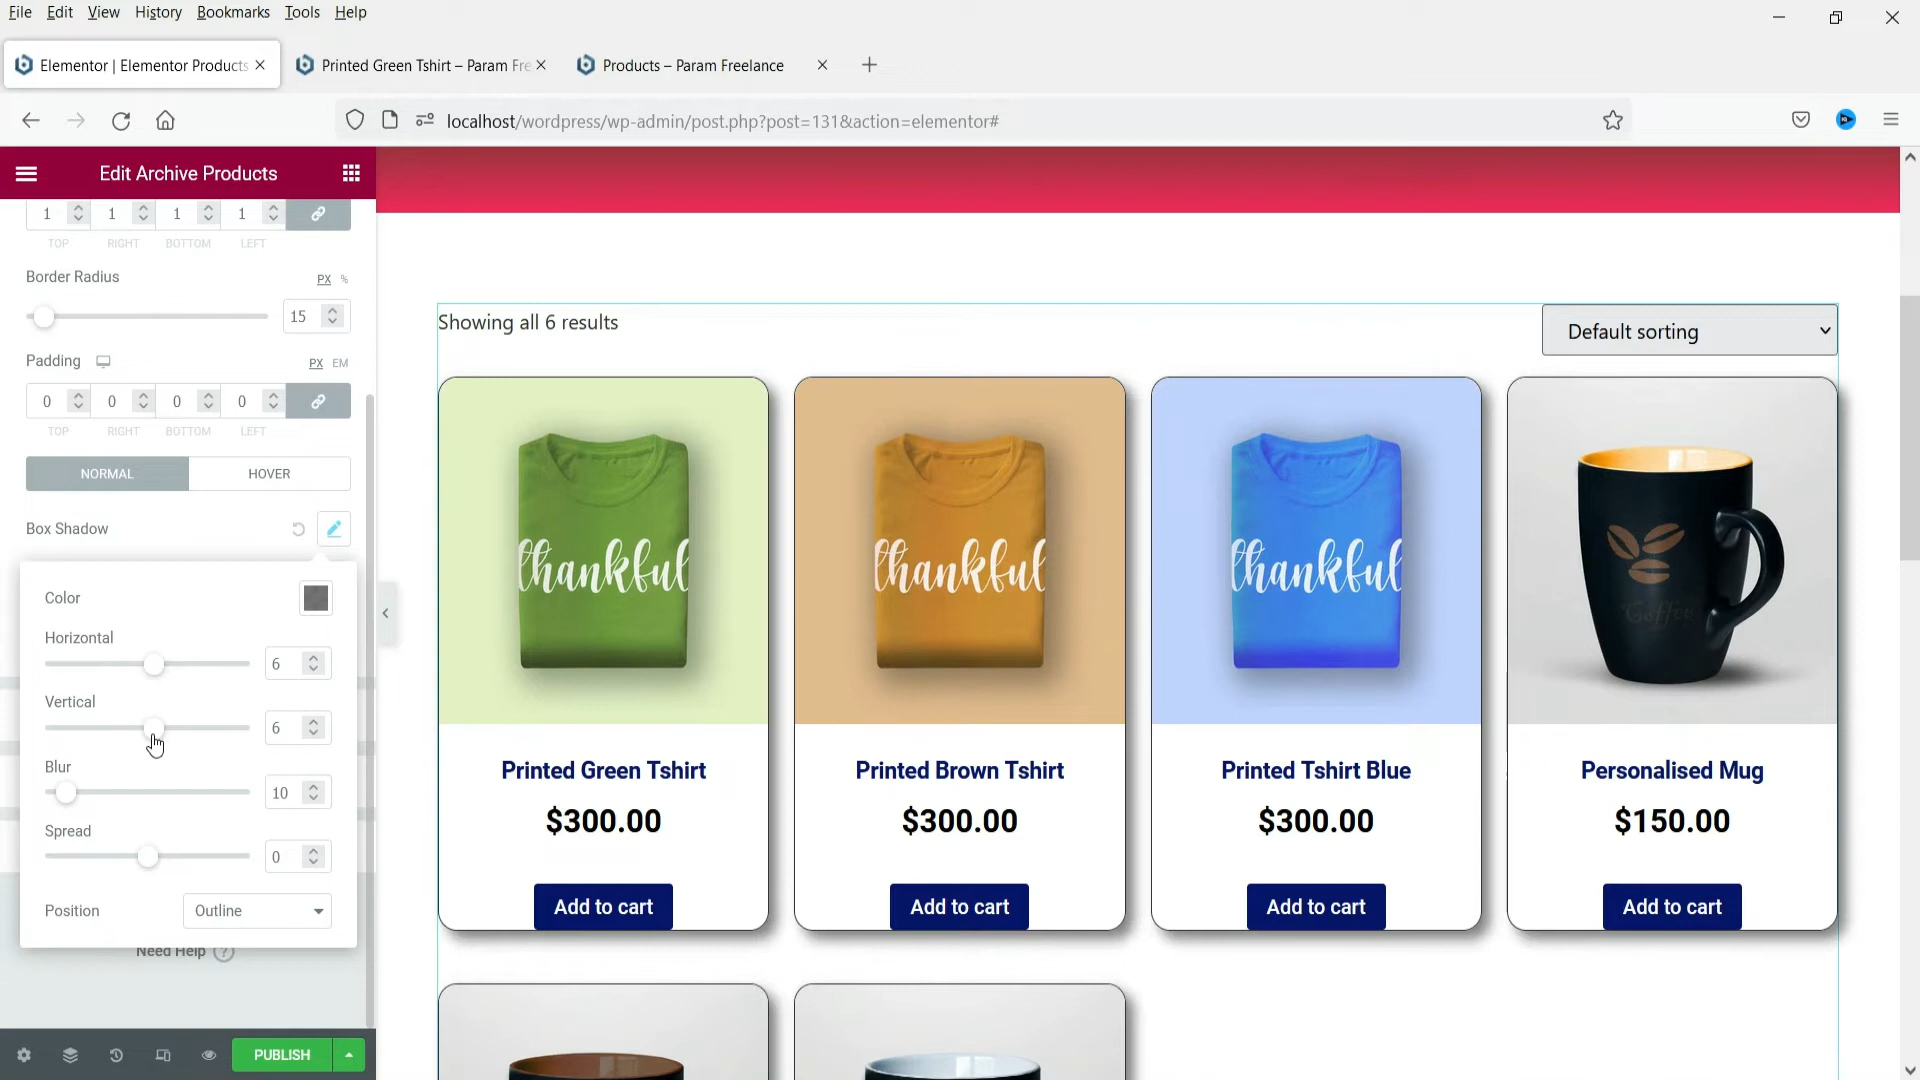 File Edit View History Bookmarks Tools Help
Elementor | Elementor Products
Printed Green Tshirt – Param Fre
Products – Param Freelance
localhost/wordpress/wp-admin/post.php?post=131&action=elementor#
Edit Archive Products
1 1 1 1
TOP RIGHT BOTTOM LEFT
Border Radius PX %
15
Padding PX EM
0 0 0 0
TOP RIGHT BOTTOM LEFT
NORMAL HOVER
Box Shadow
Color
Horizontal
6
Vertical
6
Blur
10
Spread
0
Position Outline
Need Help ?
PUBLISH
Showing all 6 results
Default sorting
thankful thankful thankful
Coffee
Printed Green Tshirt Printed Brown Tshirt Printed Tshirt Blue Personalised Mug
$300.00 $300.00 $300.00 $150.00
Add to cart Add to cart Add to cart Add to cart